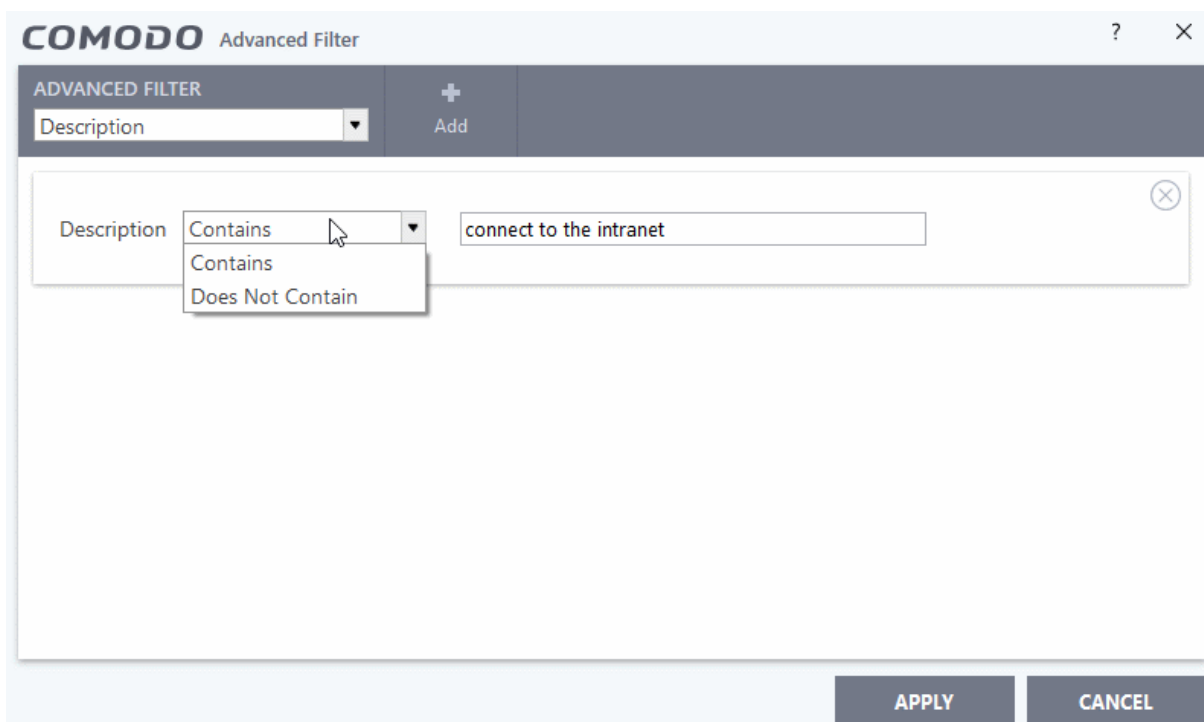 COMODO Advanced Filter ?
ADVANCED FILTER
Description
Add
Description Contains connect to the intranet
Contains
Does Not Contain
APPLY CANCEL